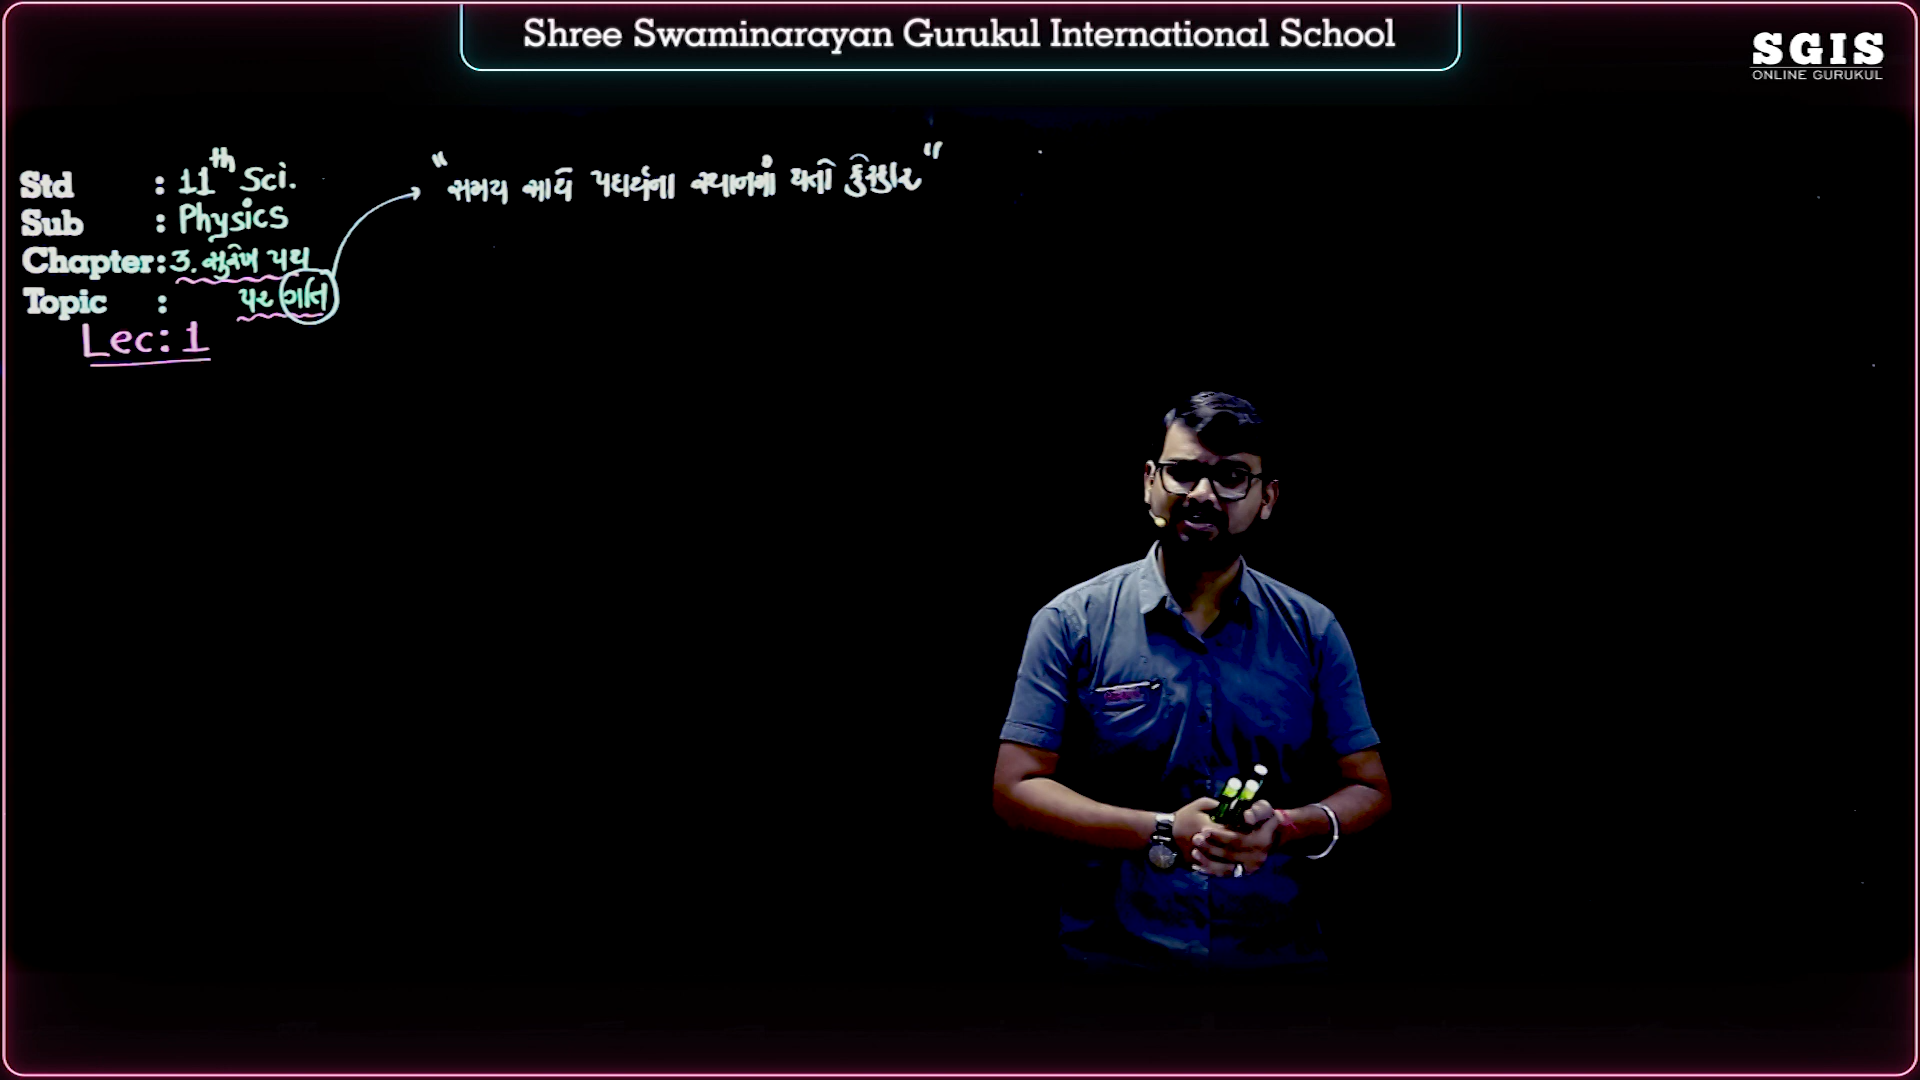 Shree Swaminarayan Gurukul International School
SGIS
ONLINE GURUKUL
Std : 11th Sci.
Sub : Physics
Chapter: 3. સુરેખ પથ
Topic : પર ગતિ
Lec: 1
"સમય સાથે પદાર્થના સ્થાનમાં થતો ફેરફાર"